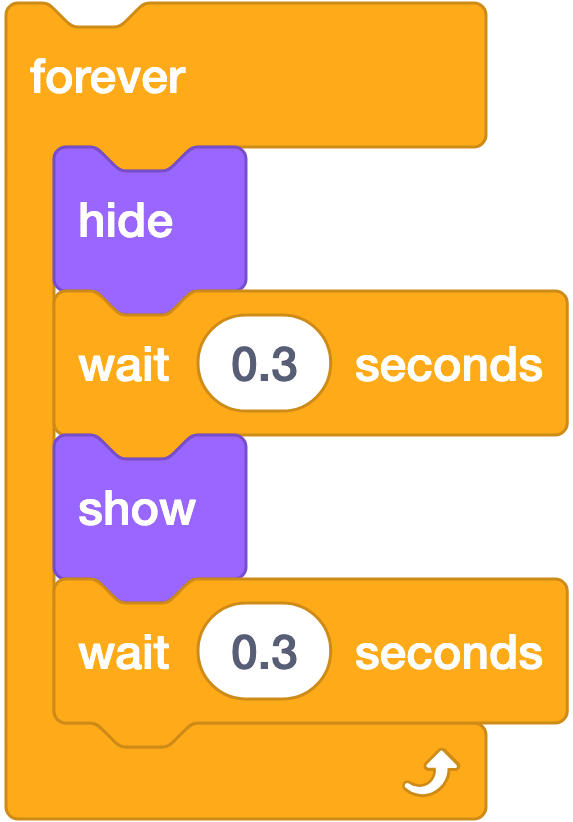 forever
hide
wait 0.3 seconds
show
wait 0.3 seconds